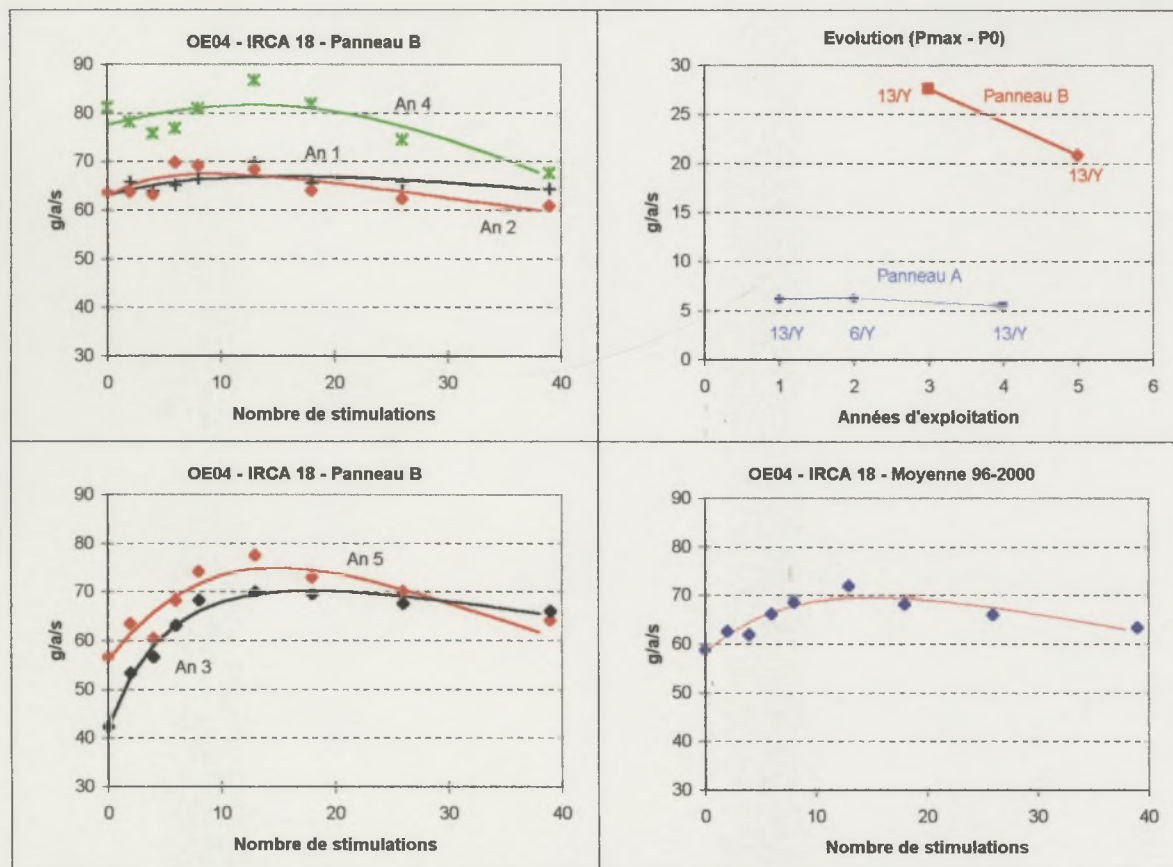 OE04 - IRCA 18 - Panneau B
90
80
70
60
50
40
30
g/a/s
An 4
An 1
An 2
0
10
20
30
40
Nombre de stimulations
Evolution (Pmax - P0)
30
25
20
15
10
5
0
g/a/s
13/Y
Panneau B
13/Y
Panneau A
13/Y
6/Y
13/Y
0
1
2
3
4
5
6
Années d'exploitation
OE04 - IRCA 18 - Panneau B
90
80
70
60
50
40
30
g/a/s
An 5
An 3
0
10
20
30
40
Nombre de stimulations
OE04 - IRCA 18 - Moyenne 96-2000
90
80
70
60
50
40
30
g/a/s
0
10
20
30
40
Nombre de stimulations